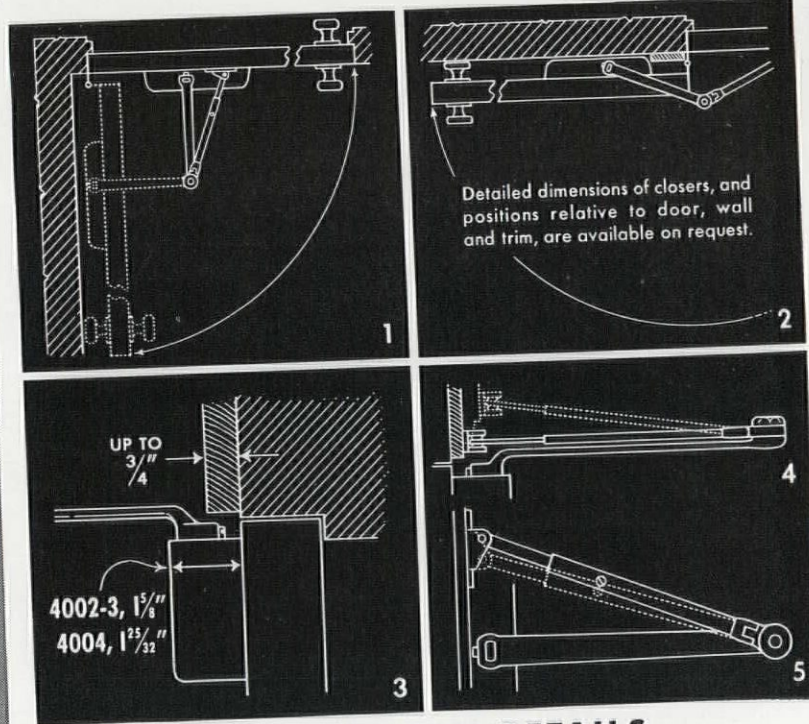 1
2
Detailed dimensions of closers, and
positions relative to door, wall
and trim, are available on request.
UP TO
3/4"
4002-3, 1 5/8"
4004, 1 25/32"
3
4
5
DETAILS